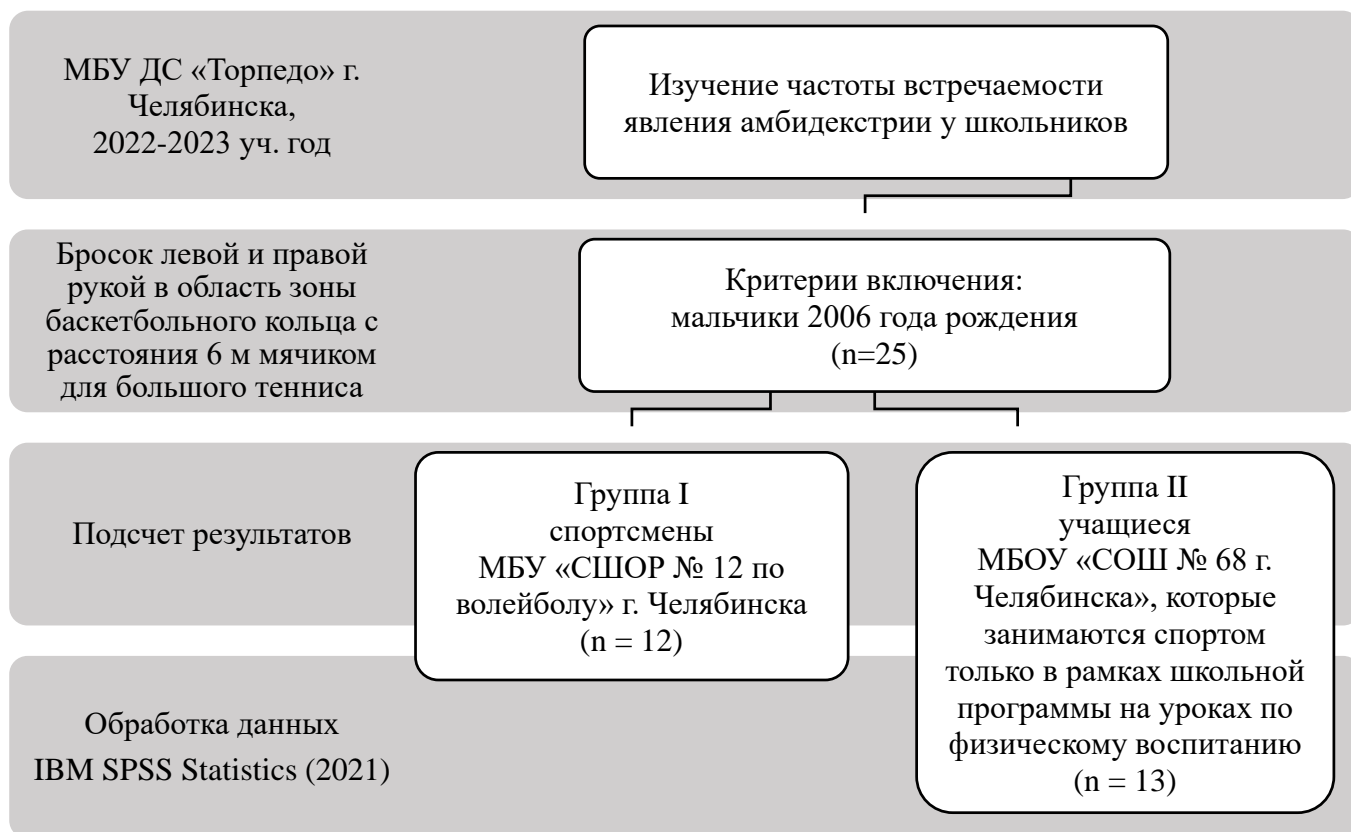 МБУ ДС «Торпедо» г.
Челябинска,
2022-2023 уч. год
Изучение частоты встречаемости
явления амбидекстрии у школьников
Бросок левой и правой
рукой в область зоны
баскетбольного кольца с
расстояния 6 м мячиком
для большого тенниса
Критерии включения:
мальчики 2006 года рождения
(n=25)
Подсчет результатов
Группа I
спортсмены
МБУ «СШОР № 12 по
волейболу» г. Челябинска
(n = 12)
Группа II
учащиеся
МБОУ «СОШ № 68 г.
Челябинска», которые
занимаются спортом
только в рамках школьной
программы на уроках по
физическому воспитанию
(n = 13)
Обработка данных
IBM SPSS Statistics (2021)